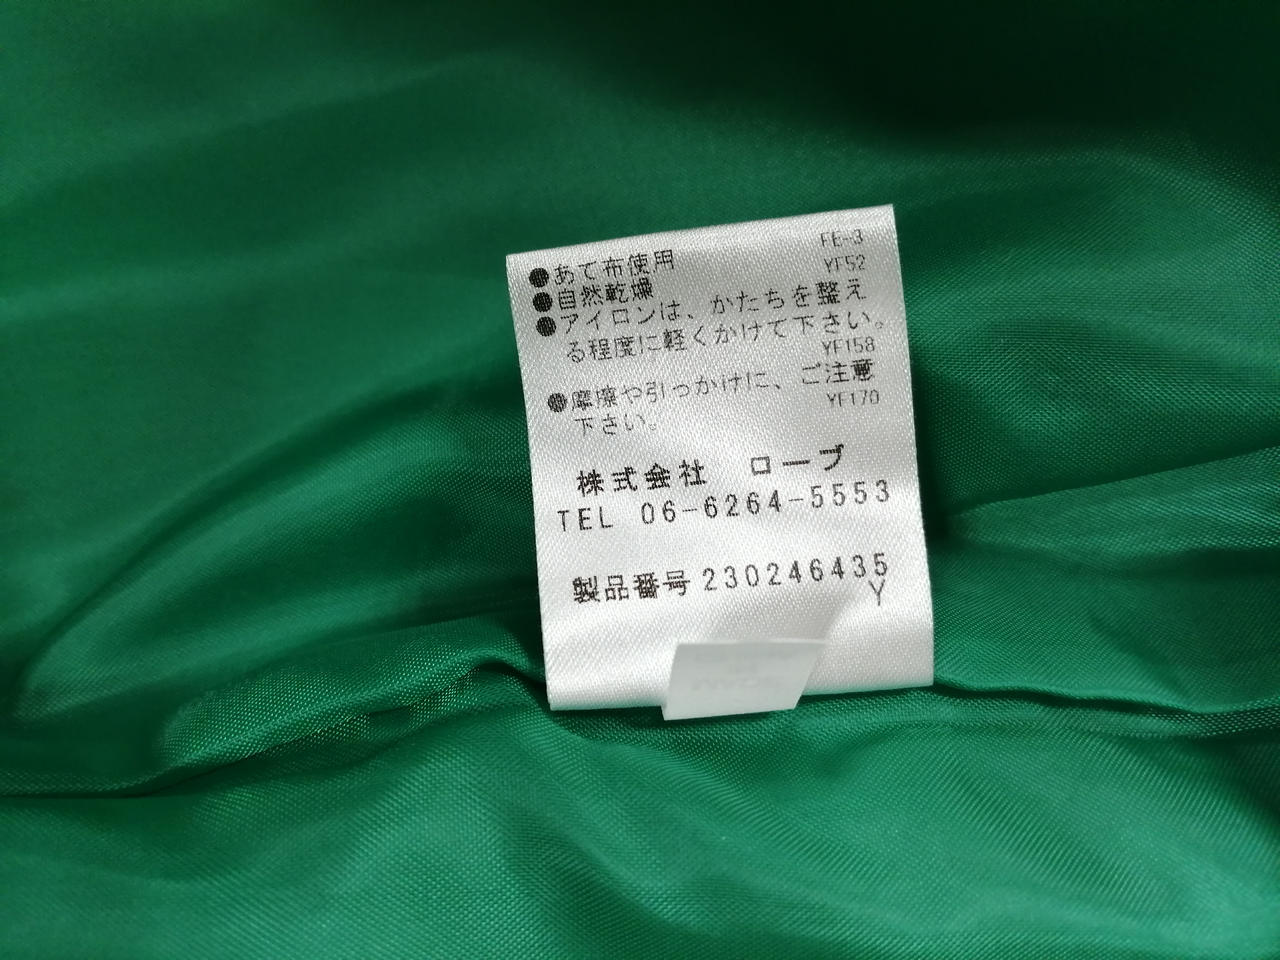 FE-3
●あて布使用
YF52
●自然乾燥
●アイロンは、かたちを整え
る程度に軽くかけて下さい。
YF158
●摩擦や引っかけに、ご注意
YF170
下さい。
株式会社 ローブ
TEL 06-6264-5553
製品番号 230246435
Y